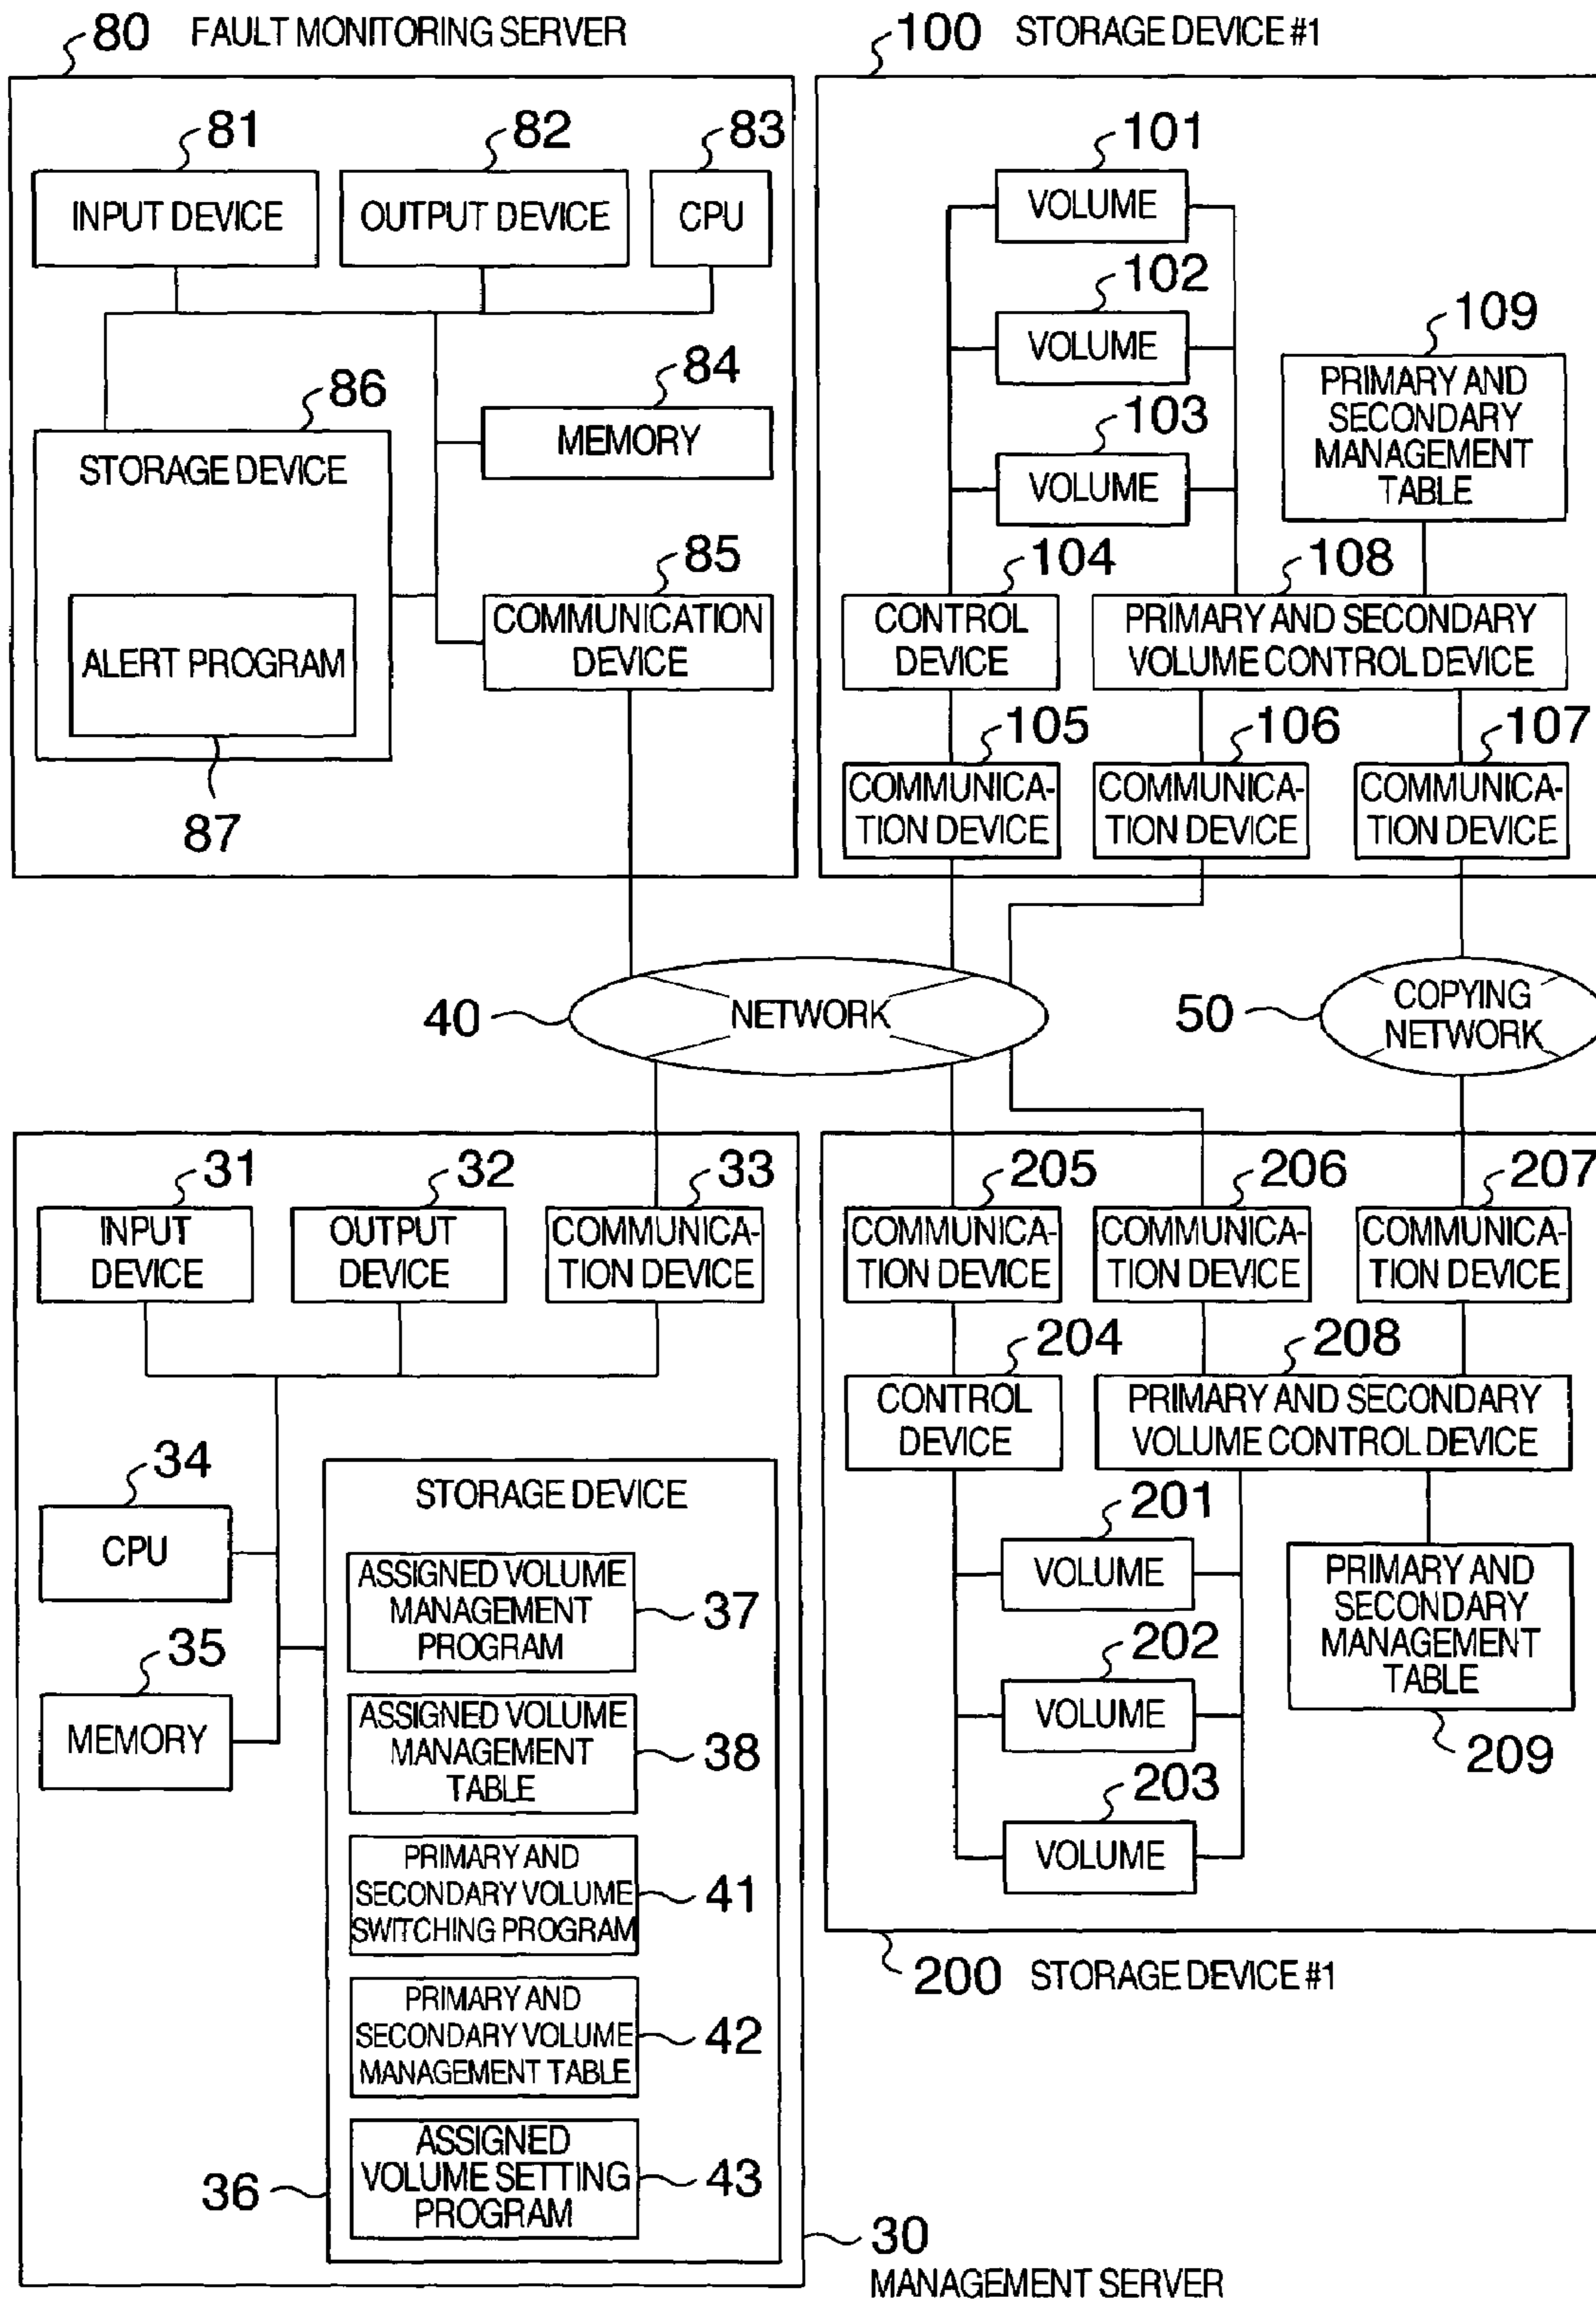 80 FAULT MONITORING SERVER
81
82
83
INPUT DEVICE
OUTPUT DEVICE
CPU
84
MEMORY
86
STORAGE DEVICE
85
COMMUNICATION
DEVICE
ALERT PROGRAM
87
100 STORAGE DEVICE #1
101
VOLUME
102
VOLUME
103
VOLUME
109
PRIMARY AND
SECONDARY
MANAGEMENT
TABLE
104
CONTROL
DEVICE
108
PRIMARY AND SECONDARY
VOLUME CONTROL DEVICE
105
COMMUNICA-
TION DEVICE
106
COMMUNICA-
TION DEVICE
107
COMMUNICA-
TION DEVICE
40
NETWORK
50
COPYING
NETWORK
31
INPUT
DEVICE
32
OUTPUT
DEVICE
33
COMMUNICA-
TION DEVICE
34
CPU
35
MEMORY
STORAGE DEVICE
ASSIGNED VOLUME
MANAGEMENT
PROGRAM
37
ASSIGNED VOLUME
MANAGEMENT
TABLE
38
PRIMARY AND
SECONDARY VOLUME
SWITCHING PROGRAM
41
PRIMARY AND
SECONDARY VOLUME
MANAGEMENT TABLE
42
ASSIGNED
VOLUME SETTING
PROGRAM
43
36
30
MANAGEMENT SERVER
205
COMMUNICA-
TION DEVICE
206
COMMUNICA-
TION DEVICE
207
COMMUNICA-
TION DEVICE
204
CONTROL
DEVICE
208
PRIMARY AND SECONDARY
VOLUME CONTROL DEVICE
201
VOLUME
202
VOLUME
203
VOLUME
PRIMARY AND
SECONDARY
MANAGEMENT
TABLE
209
200 STORAGE DEVICE #1